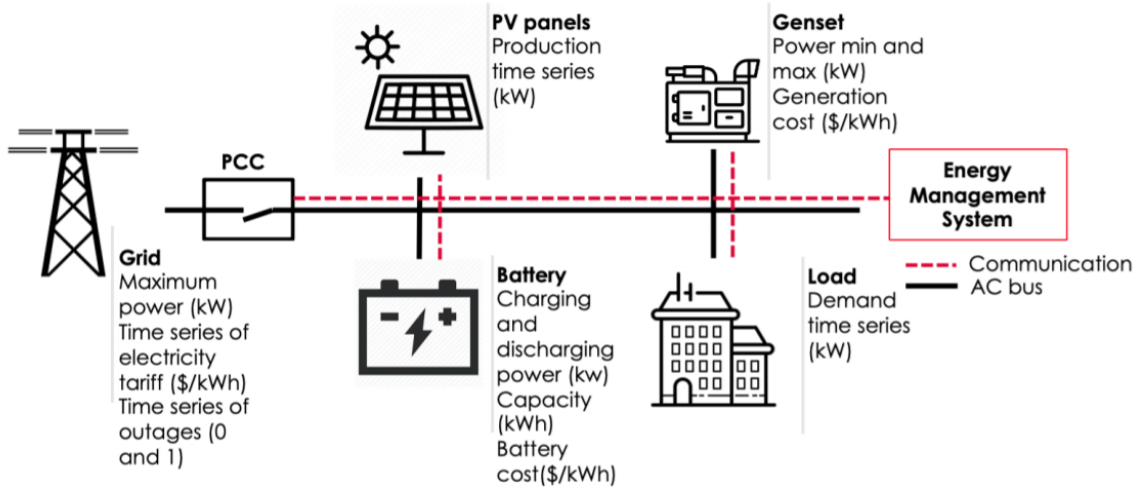 PV panels
Production
time series
(kW)
Genset
Power min and
max (kW)
Generation
cost ($/kWh)
PCC
Energy
Management
System
Grid
Maximum
power (kW)
Time series of
electricity
tariff ($/kWh)
Time series of
outages (0
and 1)
Battery
Charging
and
discharging
power (kw)
Capacity
(kWh)
Battery
cost($/kWh)
Load
Demand
time series
(kW)
Communication
AC bus